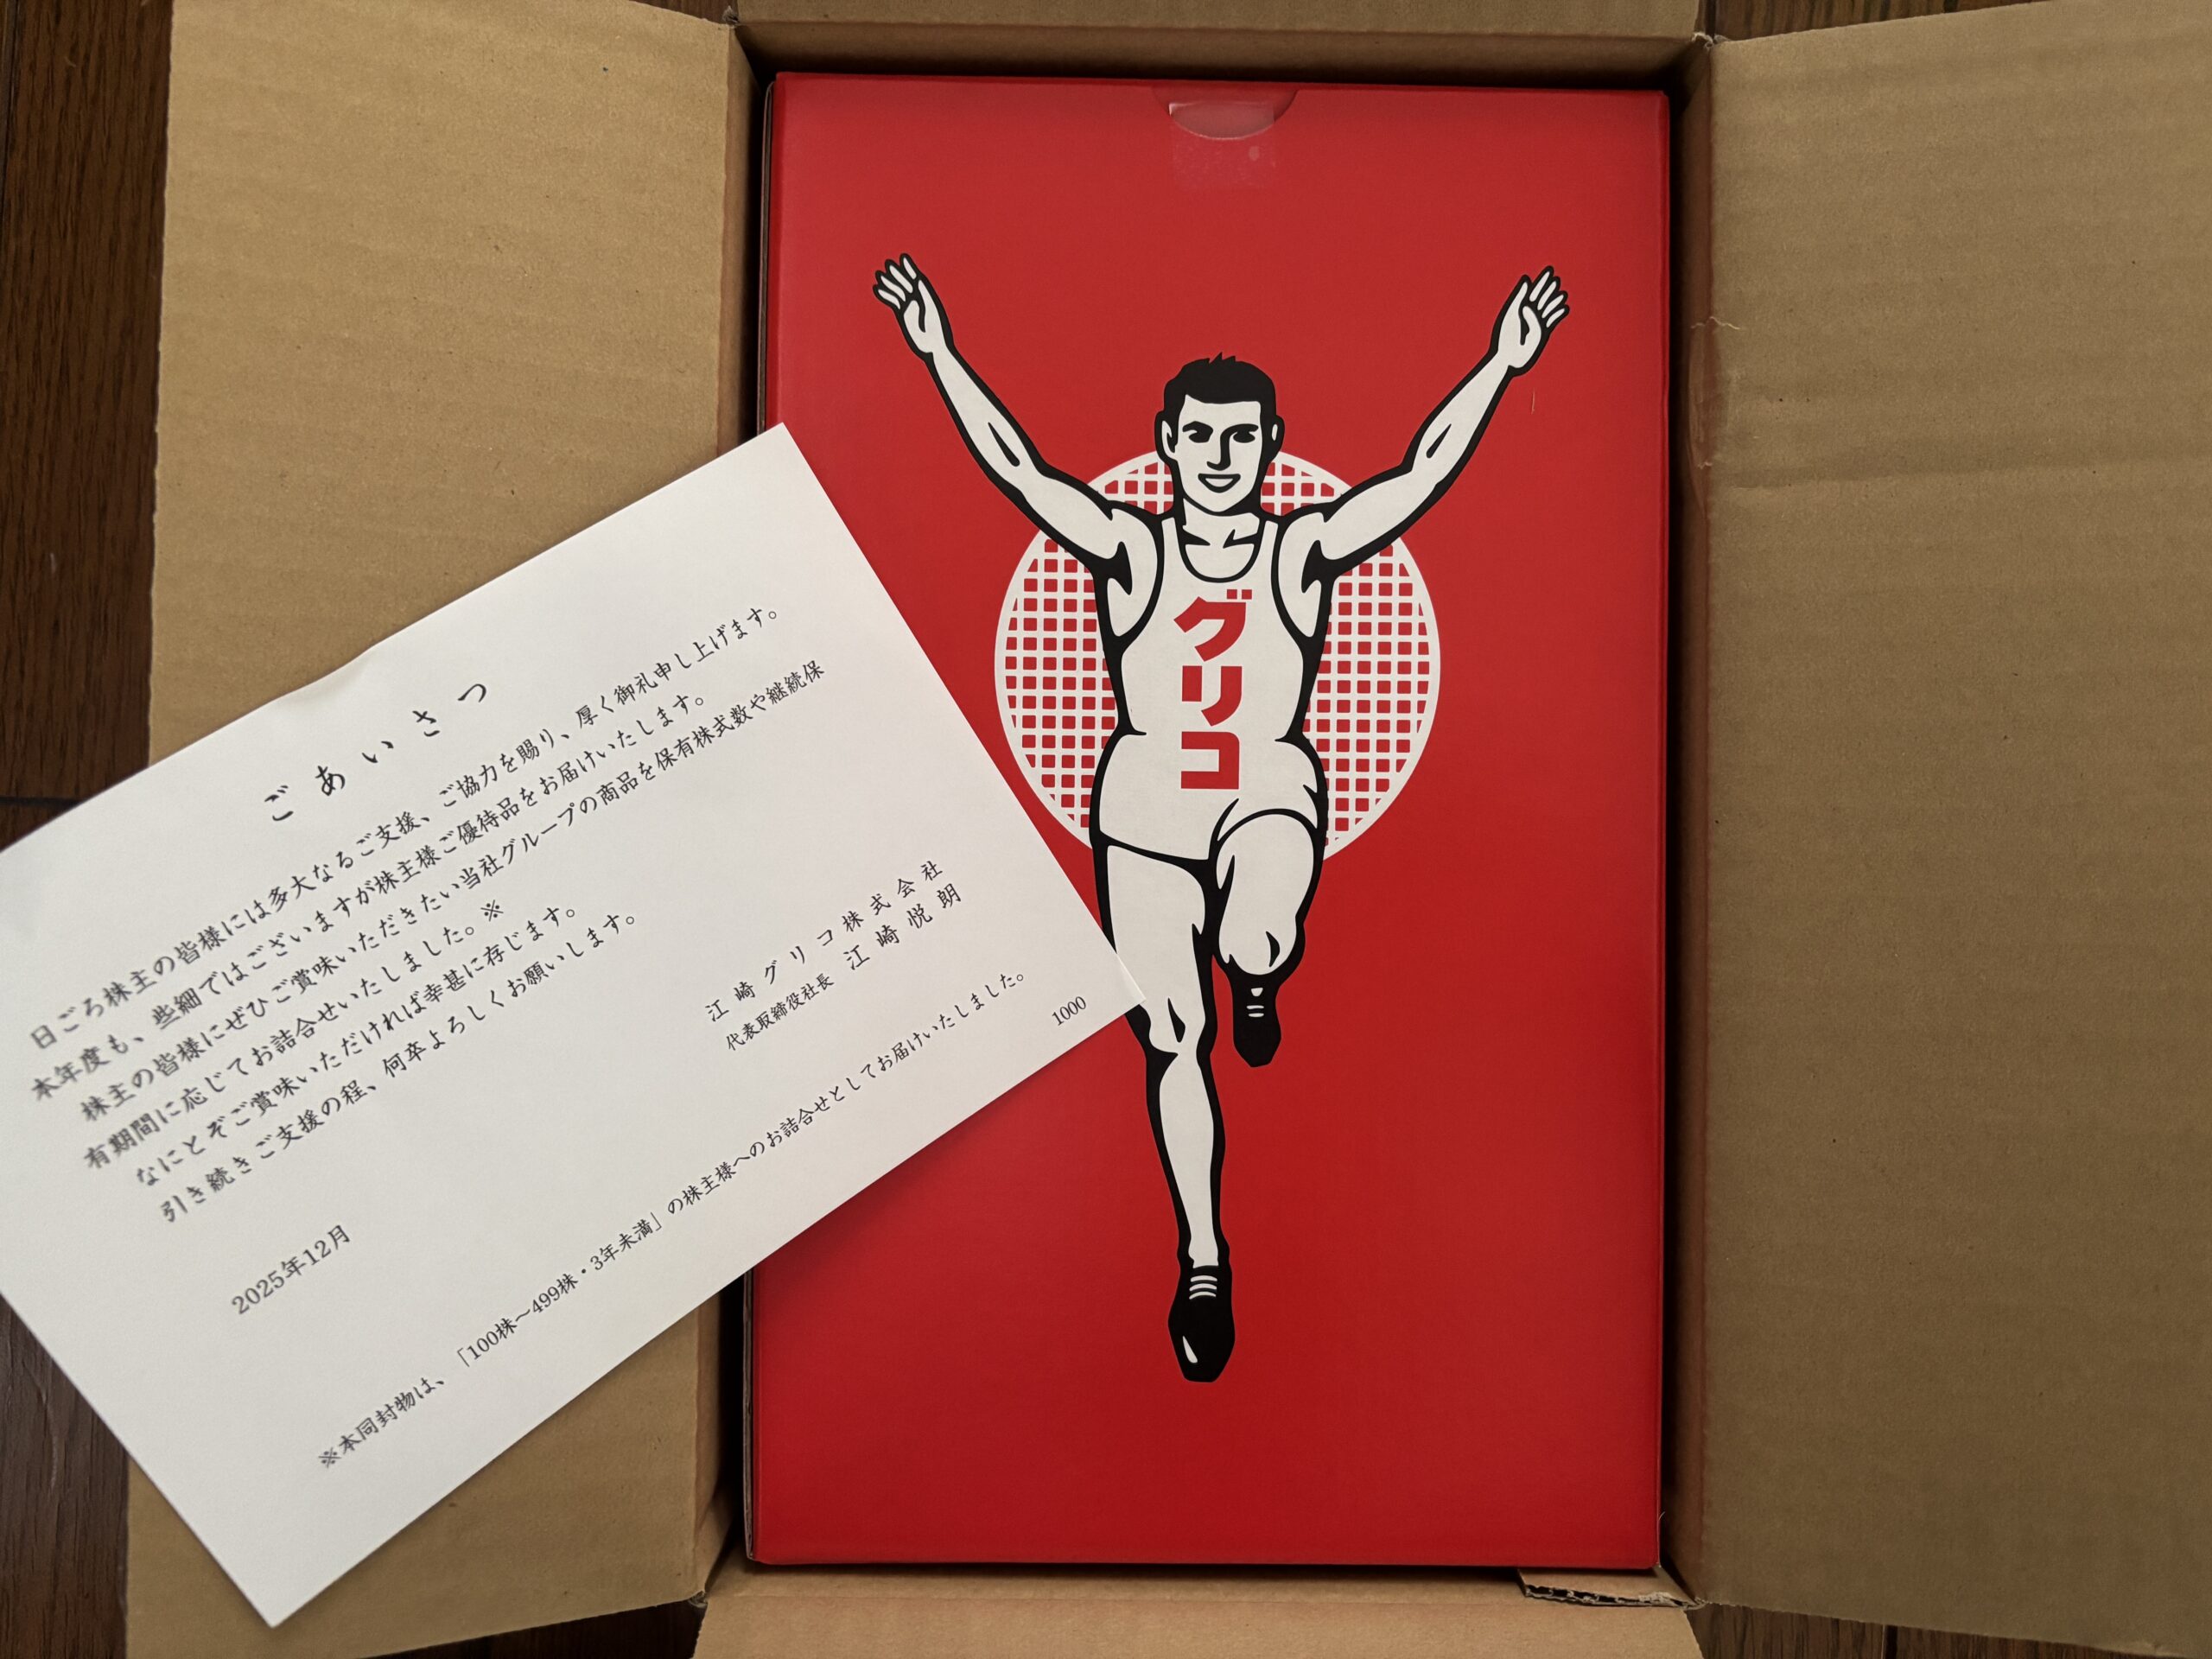 ごあいさつ
日ごろ株主の皆様には多大なるご支援、ご協力を賜り、厚く御礼申し上げます。
本年度も、些細ではございますが株主様ご優待品をお届けいたします。
株主の皆様にぜひご賞味いただきたい当社グループの商品を保有株式数や継続保
有期間に応じてお詰合せいたしました。※
なにとぞご賞味いただければ幸甚に存じます。
引き続きご支援の程、何卒よろしくお願いします。
2025年12月
江崎グリコ株式会社
代表取締役社長 江崎悦朗
※本同封物は、「100株～499株・3年未満」の株主様へのお詰合せとしてお届けいたしました。
1000
グリコ